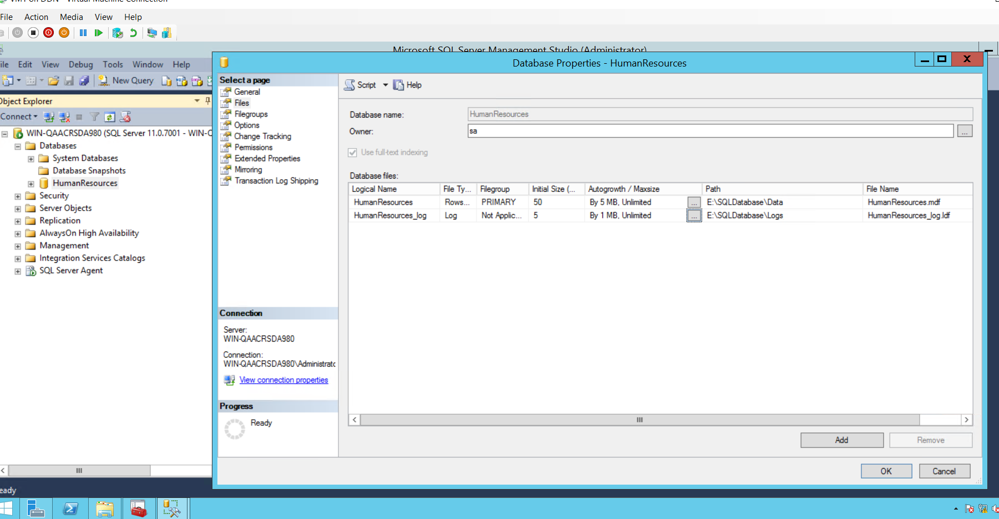 VM1 on DDN - Virtual Machine Connection
File Action Media View Help
Microsoft SQL Server Management Studio (Administrator)
ile Edit View Debug Tools Window Help
New Query
Object Explorer
Connect
WIN-QAACRSDA980 (SQL Server 11.0.7001 - WIN-Q
Databases
System Databases
Database Snapshots
HumanResources
Security
Server Objects
Replication
AlwaysOn High Availability
Management
Integration Services Catalogs
SQL Server Agent
eady
Database Properties - HumanResources
Select a page
General
Files
Filegroups
Options
Change Tracking
Permissions
Extended Properties
Mirroring
Transaction Log Shipping
Connection
Server:
WIN-QAACRSDA980
Connection:
WIN-QAACRSDA980\Administratc
View connection properties
Progress
Ready
Script Help
Database name: HumanResources
Owner: sa ...
Use full-text indexing
Database files:
Logical Name File Ty... Filegroup Initial Size (... Autogrowth / Maxsize Path File Name
HumanResources Rows... PRIMARY 50 By 5 MB, Unlimited ... E:\SQLDatabase\Data HumanResources.mdf
HumanResources_log Log Not Applic... 5 By 1 MB, Unlimited ... E:\SQLDatabase\Logs HumanResources_log.ldf
Add Remove
OK Cancel